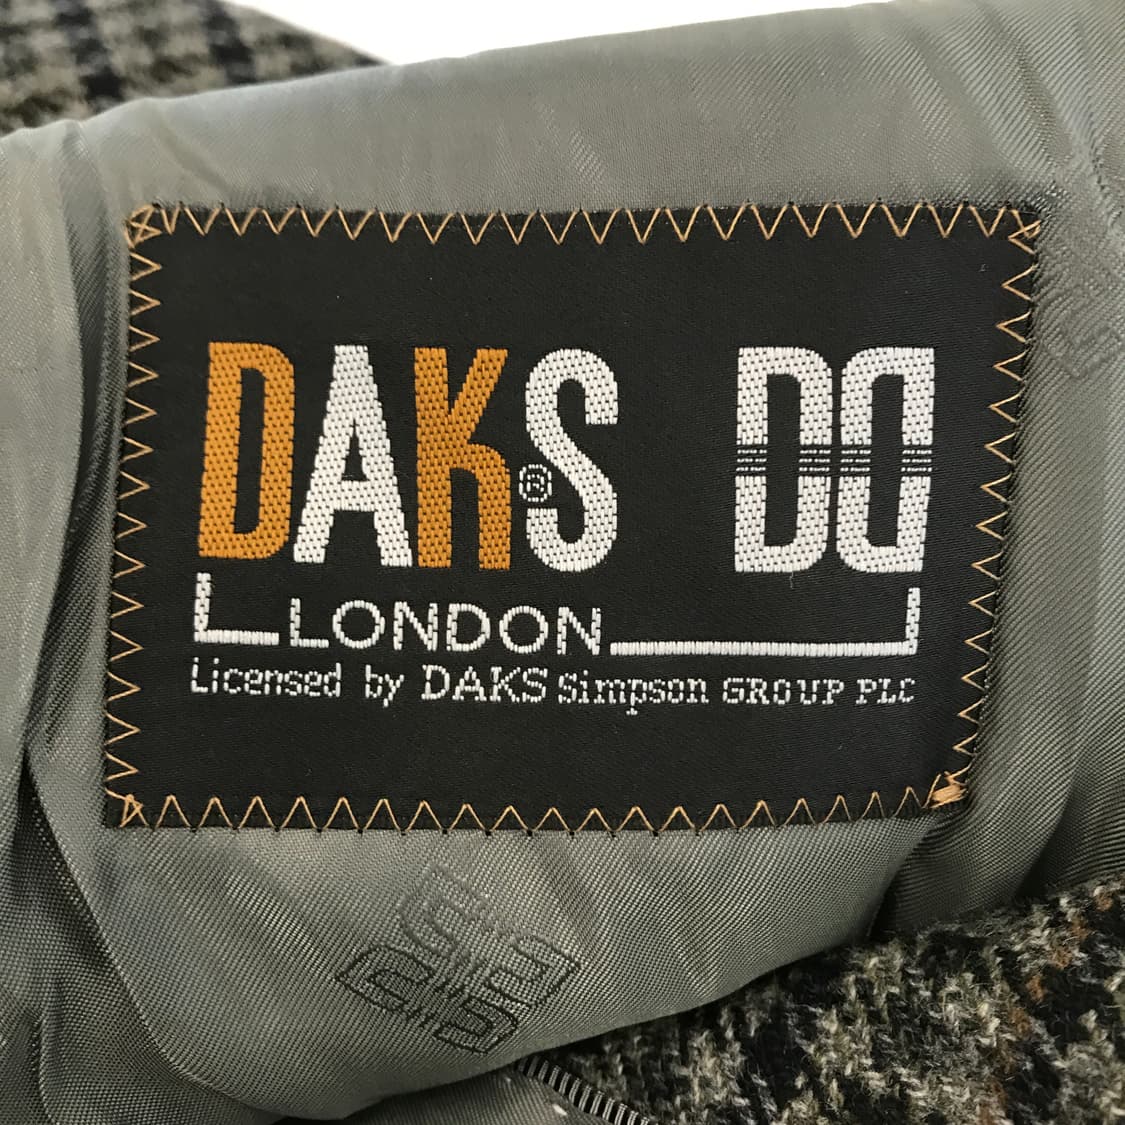 DAKS® DD
LONDON
Licensed by DAKS Simpson GROUP PLC